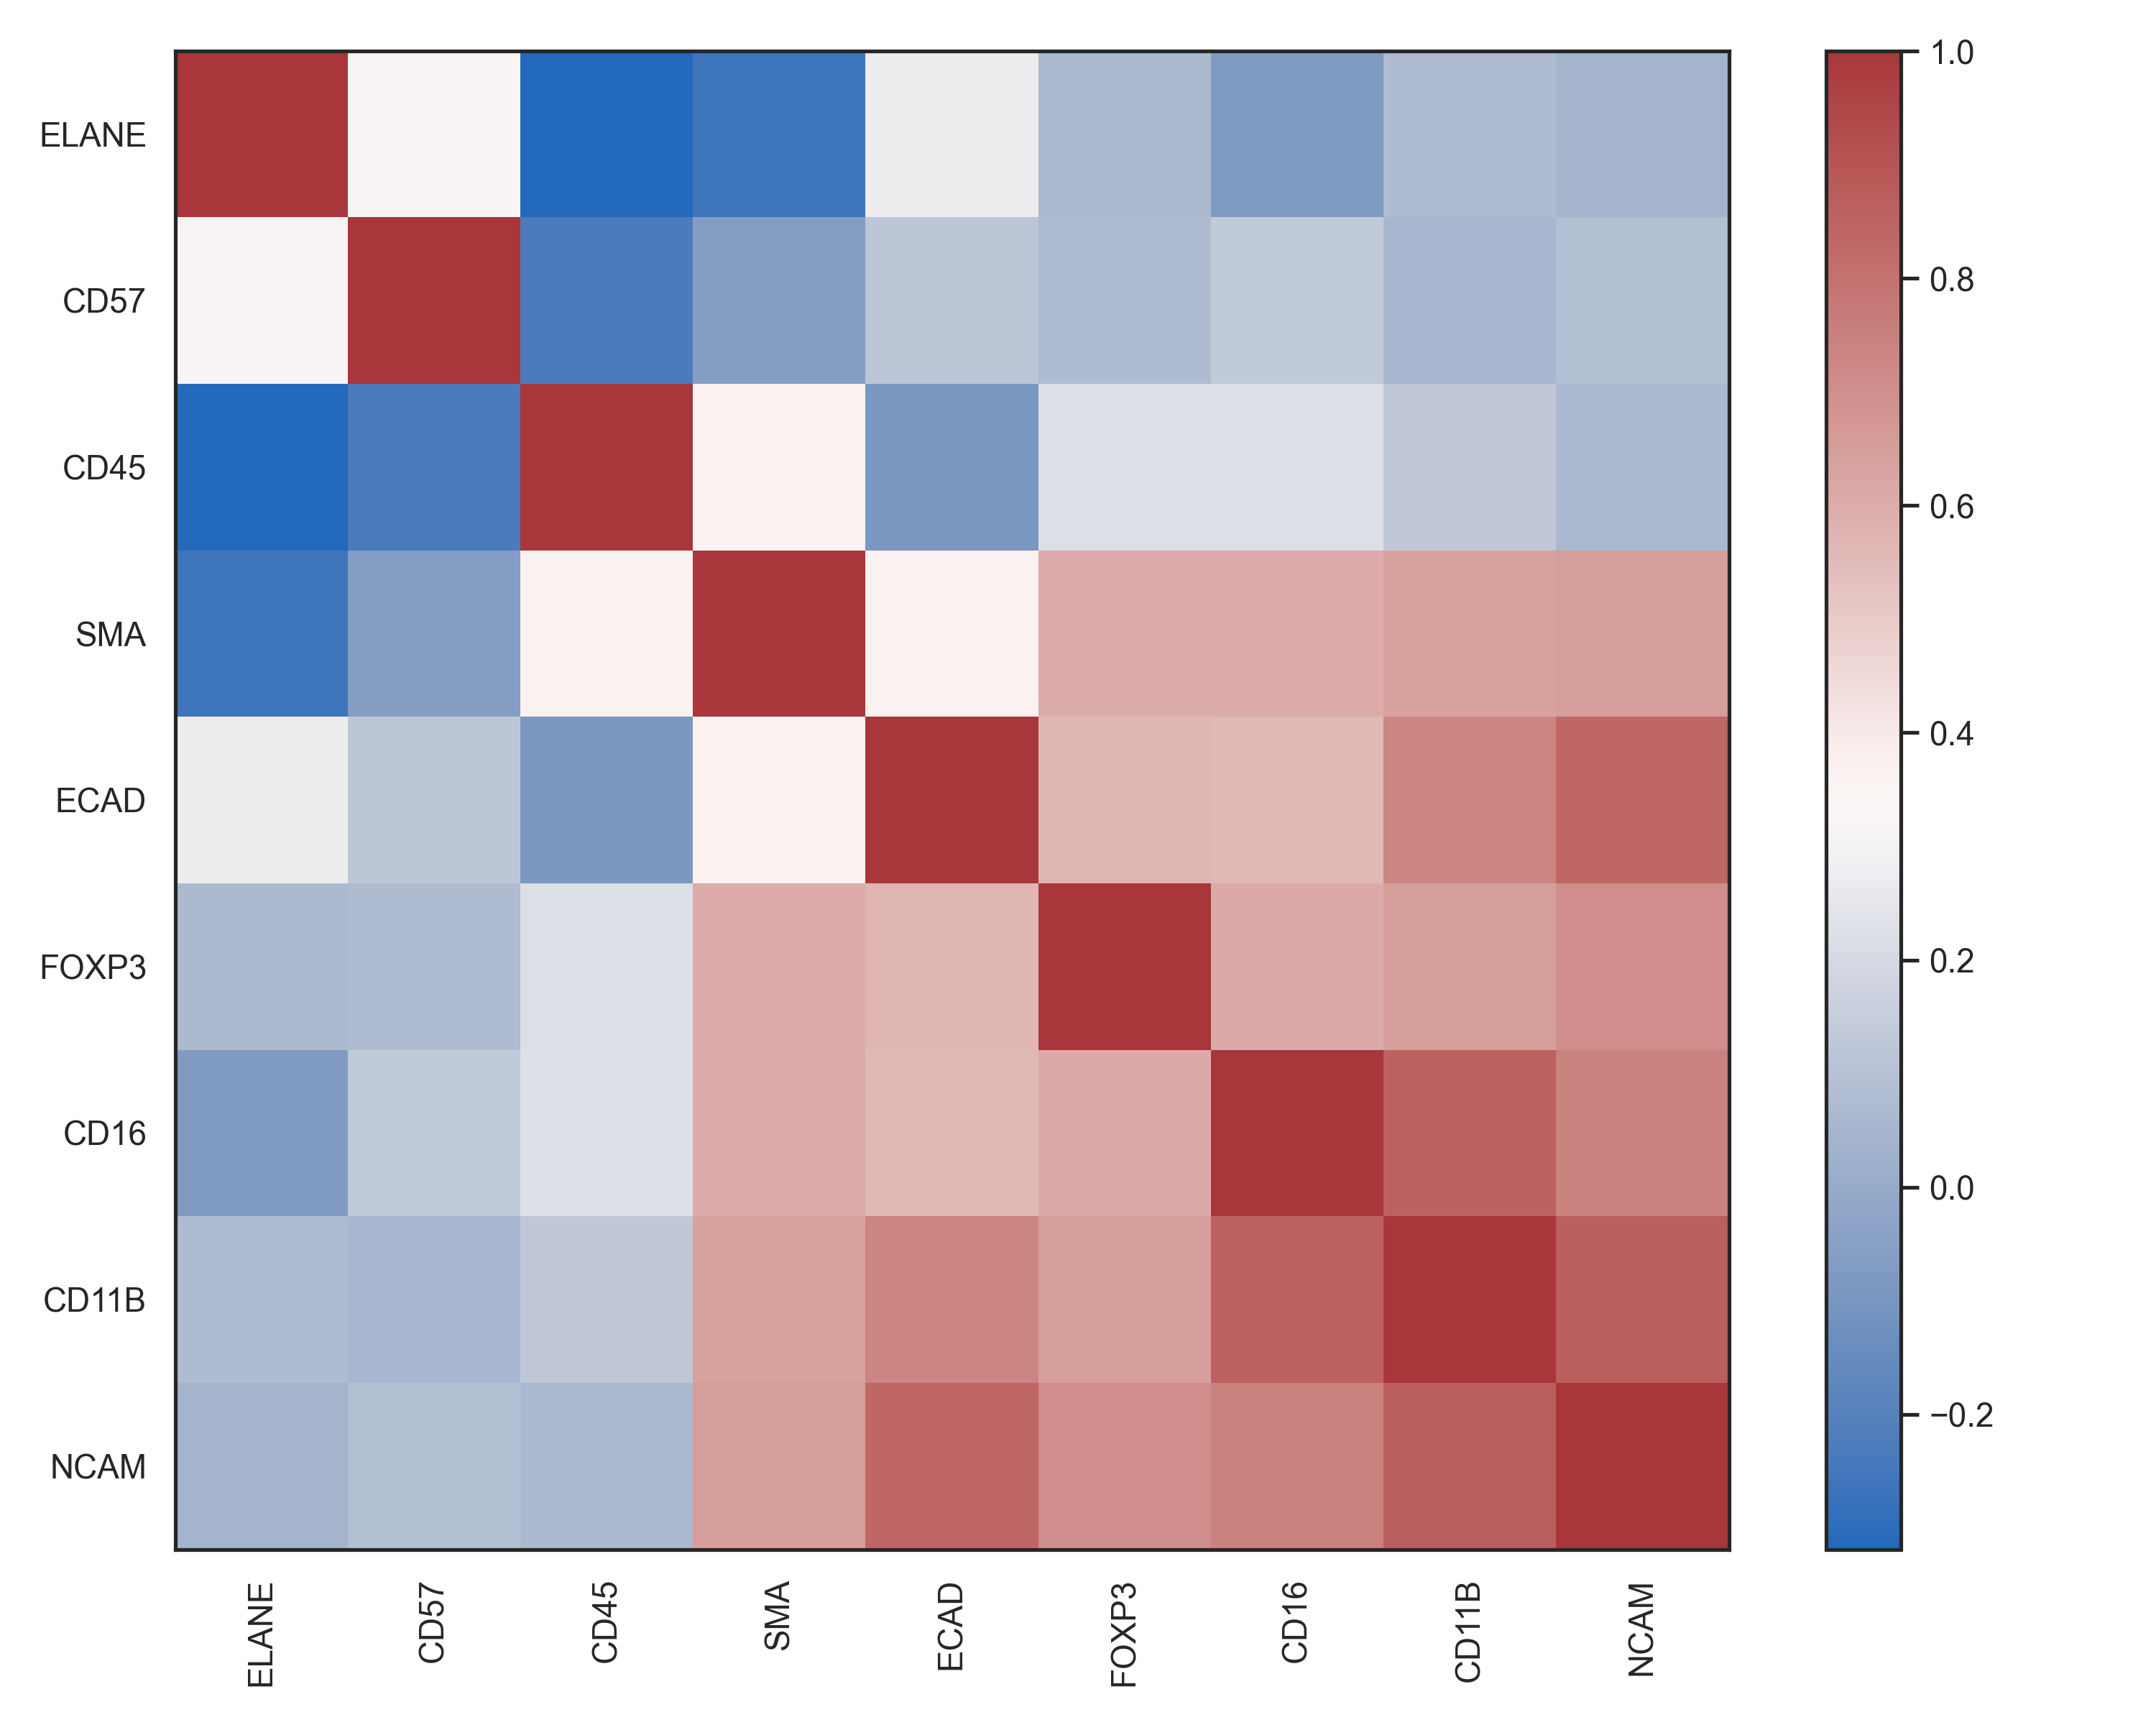 ELANE
CD57
CD45
SMA
ECAD
FOXP3
CD16
CD11B
NCAM
ELANE
CD57
CD45
SMA
ECAD
FOXP3
CD16
CD11B
NCAM
1.0
0.8
0.6
0.4
0.2
0.0
−0.2